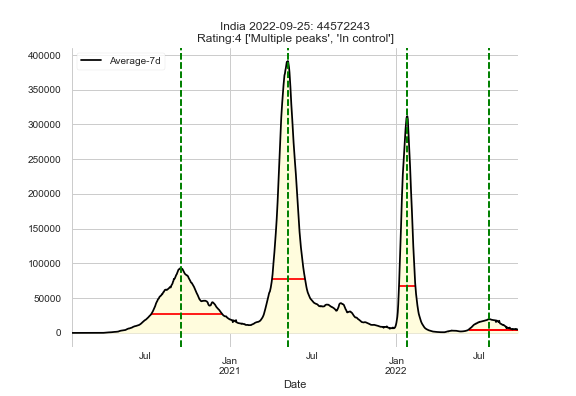 India 2022-09-25: 44572243
Rating:4 ['Multiple peaks', 'In control']
400000
350000
300000
250000
200000
150000
100000
50000
0
Average-7d
Jul
Jan
2021
Jul
Jan
2022
Jul
Date